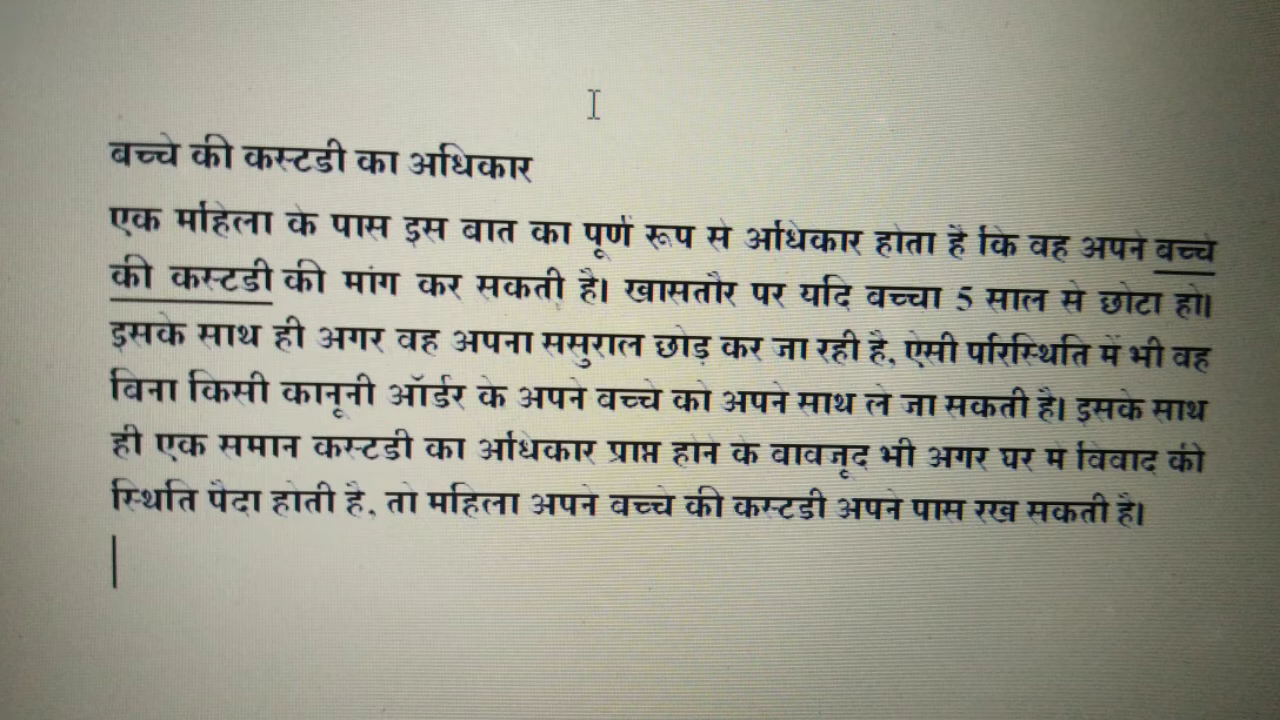 बच्चे की कस्टडी का अधिकार
एक महिला के पास इस बात का पूर्ण रूप से अधिकार होता है कि वह अपने बच्चे
की कस्टडी की मांग कर सकती है। खासतौर पर यदि बच्चा 5 साल से छोटा हो।
इसके साथ ही अगर वह अपना ससुराल छोड़ कर जा रही है, ऐसी परिस्थिति में भी वह
बिना किसी कानूनी ऑर्डर के अपने बच्चे को अपने साथ ले जा सकती है। इसके साथ
ही एक समान कस्टडी का अधिकार प्राप्त होने के वावजूद भी अगर घर में विवाद की
स्थिति पैदा होती है, तो महिला अपने बच्चे की कस्टडी अपने पास रख सकती है।